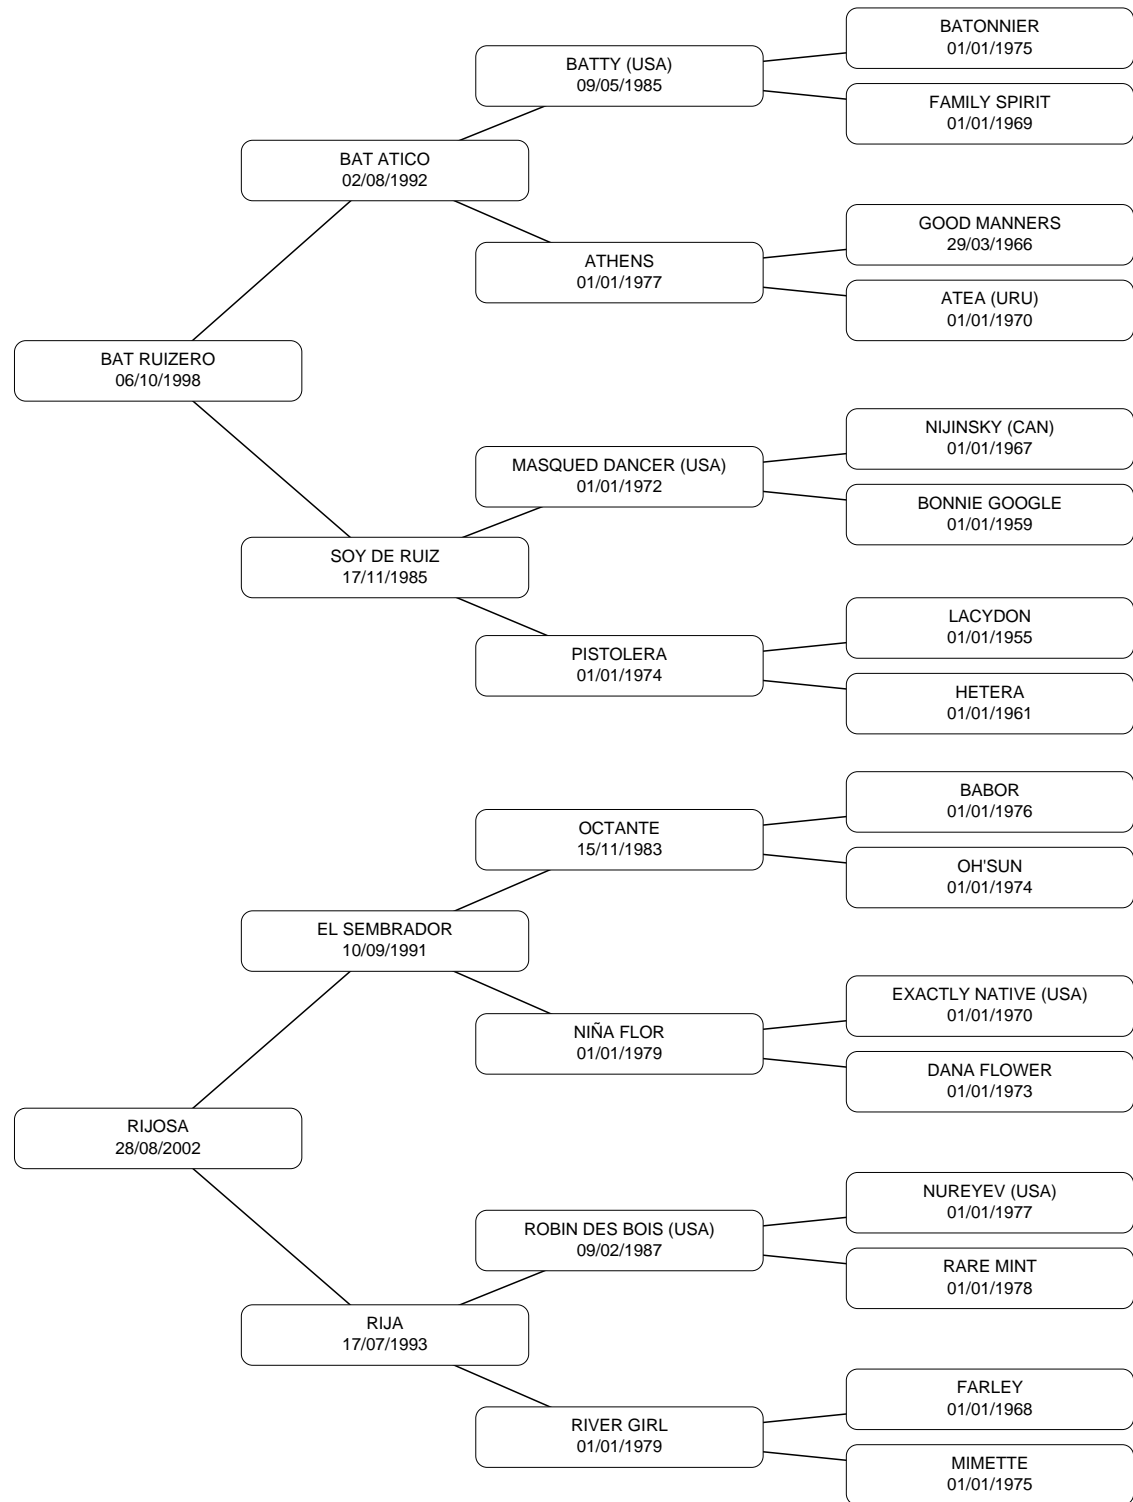 BATONNIER
01/01/1975
BATTY (USA)
09/05/1985
FAMILY SPIRIT
01/01/1969
BAT ATICO
02/08/1992
GOOD MANNERS
29/03/1966
ATHENS
01/01/1977
ATEA (URU)
01/01/1970
BAT RUIZERO
06/10/1998
NIJINSKY (CAN)
01/01/1967
MASQUED DANCER (USA)
01/01/1972
BONNIE GOOGLE
01/01/1959
SOY DE RUIZ
17/11/1985
LACYDON
01/01/1955
PISTOLERA
01/01/1974
HETERA
01/01/1961
BABOR
01/01/1976
OCTANTE
15/11/1983
OH'SUN
01/01/1974
EL SEMBRADOR
10/09/1991
EXACTLY NATIVE (USA)
01/01/1970
NIÑA FLOR
01/01/1979
DANA FLOWER
01/01/1973
RIJOSA
28/08/2002
NUREYEV (USA)
01/01/1977
ROBIN DES BOIS (USA)
09/02/1987
RARE MINT
01/01/1978
RIJA
17/07/1993
FARLEY
01/01/1968
RIVER GIRL
01/01/1979
MIMETTE
01/01/1975